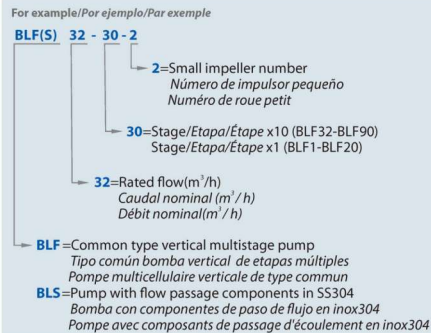 For example/Por ejemplo/Par exemple
BLF(S) 32 - 30 - 2
2=Small impeller number
Número de impulsor pequeño
Numéro de roue petit
30=Stage/Etapa/Étape x10 (BLF32-BLF90)
Stage/Etapa/Étape x1 (BLF1-BLF20)
32=Rated flow(m³/h)
Caudal nominal (m³/ h)
Débit nominal(m³/ h)
BLF=Common type vertical multistage pump
Tipo común bomba vertical de etapas múltiples
Pompe multicellulaire verticale de type commun
BLS=Pump with flow passage components in SS304
Bomba con componentes de paso de flujo en inox304
Pompe avec composants de passage d'écoulement en inox304